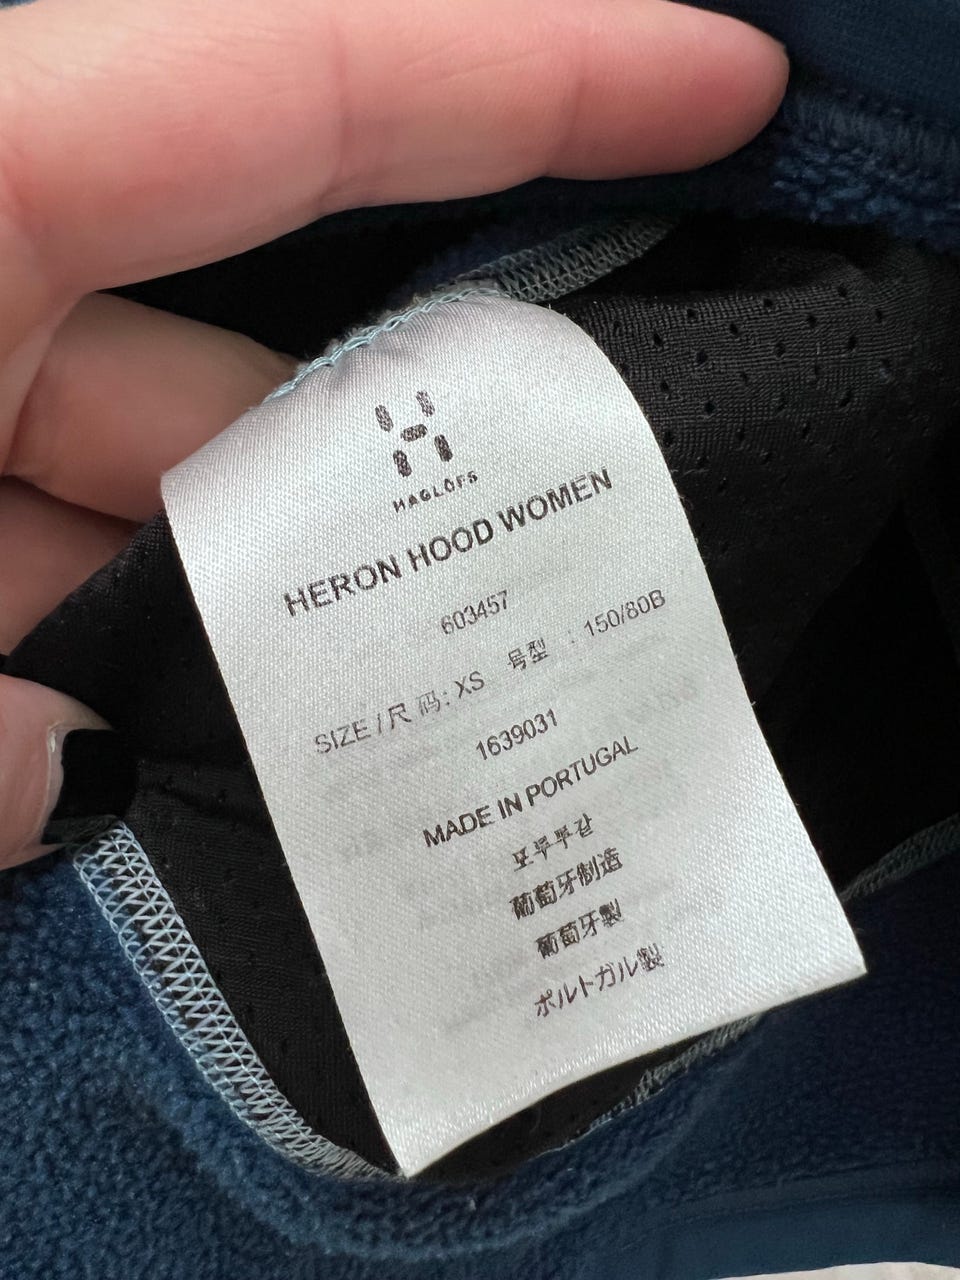 HAGLÖFS
HERON HOOD WOMEN
603457
SIZE / 尺 码: XS 号型 : 150/80B
1639031
MADE IN PORTUGAL
포루투갈
葡萄牙制造
葡萄牙製
ポルトガル製